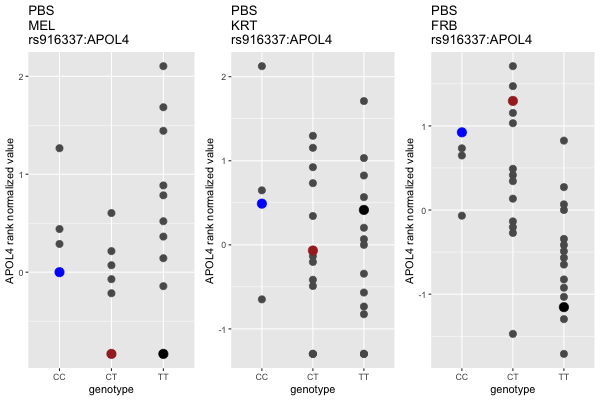 PBS
MEL
rs916337:APOL4
APOL4 rank normalized value
2
1
0
CC
CT
TT
genotype
PBS
KRT
rs916337:APOL4
APOL4 rank normalized value
2
1
0
-1
CC
CT
TT
genotype
PBS
FRB
rs916337:APOL4
APOL4 rank normalized value
1
0
-1
CC
CT
TT
genotype